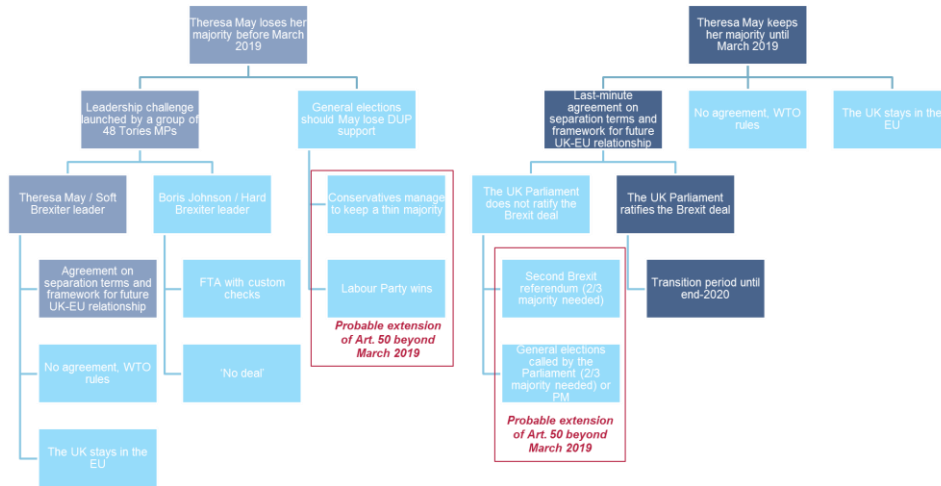 Theresa May loses her
majority before March
2019
Leadership challenge
launched by a group of
48 Tories MPs
General elections
should May lose DUP
support
Theresa May / Soft
Brexiter leader
Boris Johnson / Hard
Brexiter leader
Conservatives manage
to keep a thin majority
Agreement on
separation terms and
framework for future
UK-EU relationship
FTA with custom
checks
Labour Party wins
Probable extension
of Art. 50 beyond
March 2019
No agreement, WTO
rules
'No deal'
The UK stays in the
EU
Theresa May keeps
her majority until
March 2019
Last-minute
agreement on
separation terms and
framework for future
UK-EU relationship
No agreement, WTO
rules
The UK stays in the
EU
The UK Parliament
does not ratify the
Brexit deal
The UK Parliament
ratifies the Brexit deal
Second Brexit
referendum (2/3
majority needed)
Transition period until
end-2020
General elections
called by the
Parliament (2/3
majority needed) or
PM
Probable extension
of Art. 50 beyond
March 2019